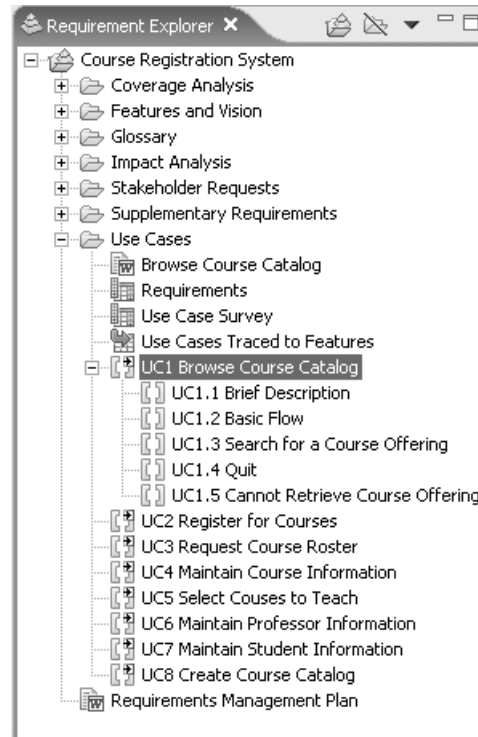 Requirement Explorer
Course Registration System
Coverage Analysis
Features and Vision
Glossary
Impact Analysis
Stakeholder Requests
Supplementary Requirements
Use Cases
Browse Course Catalog
Requirements
Use Case Survey
Use Cases Traced to Features
UC1 Browse Course Catalog
UC1.1 Brief Description
UC1.2 Basic Flow
UC1.3 Search for a Course Offering
UC1.4 Quit
UC1.5 Cannot Retrieve Course Offering
UC2 Register for Courses
UC3 Request Course Roster
UC4 Maintain Course Information
UC5 Select Couses to Teach
UC6 Maintain Professor Information
UC7 Maintain Student Information
UC8 Create Course Catalog
Requirements Management Plan